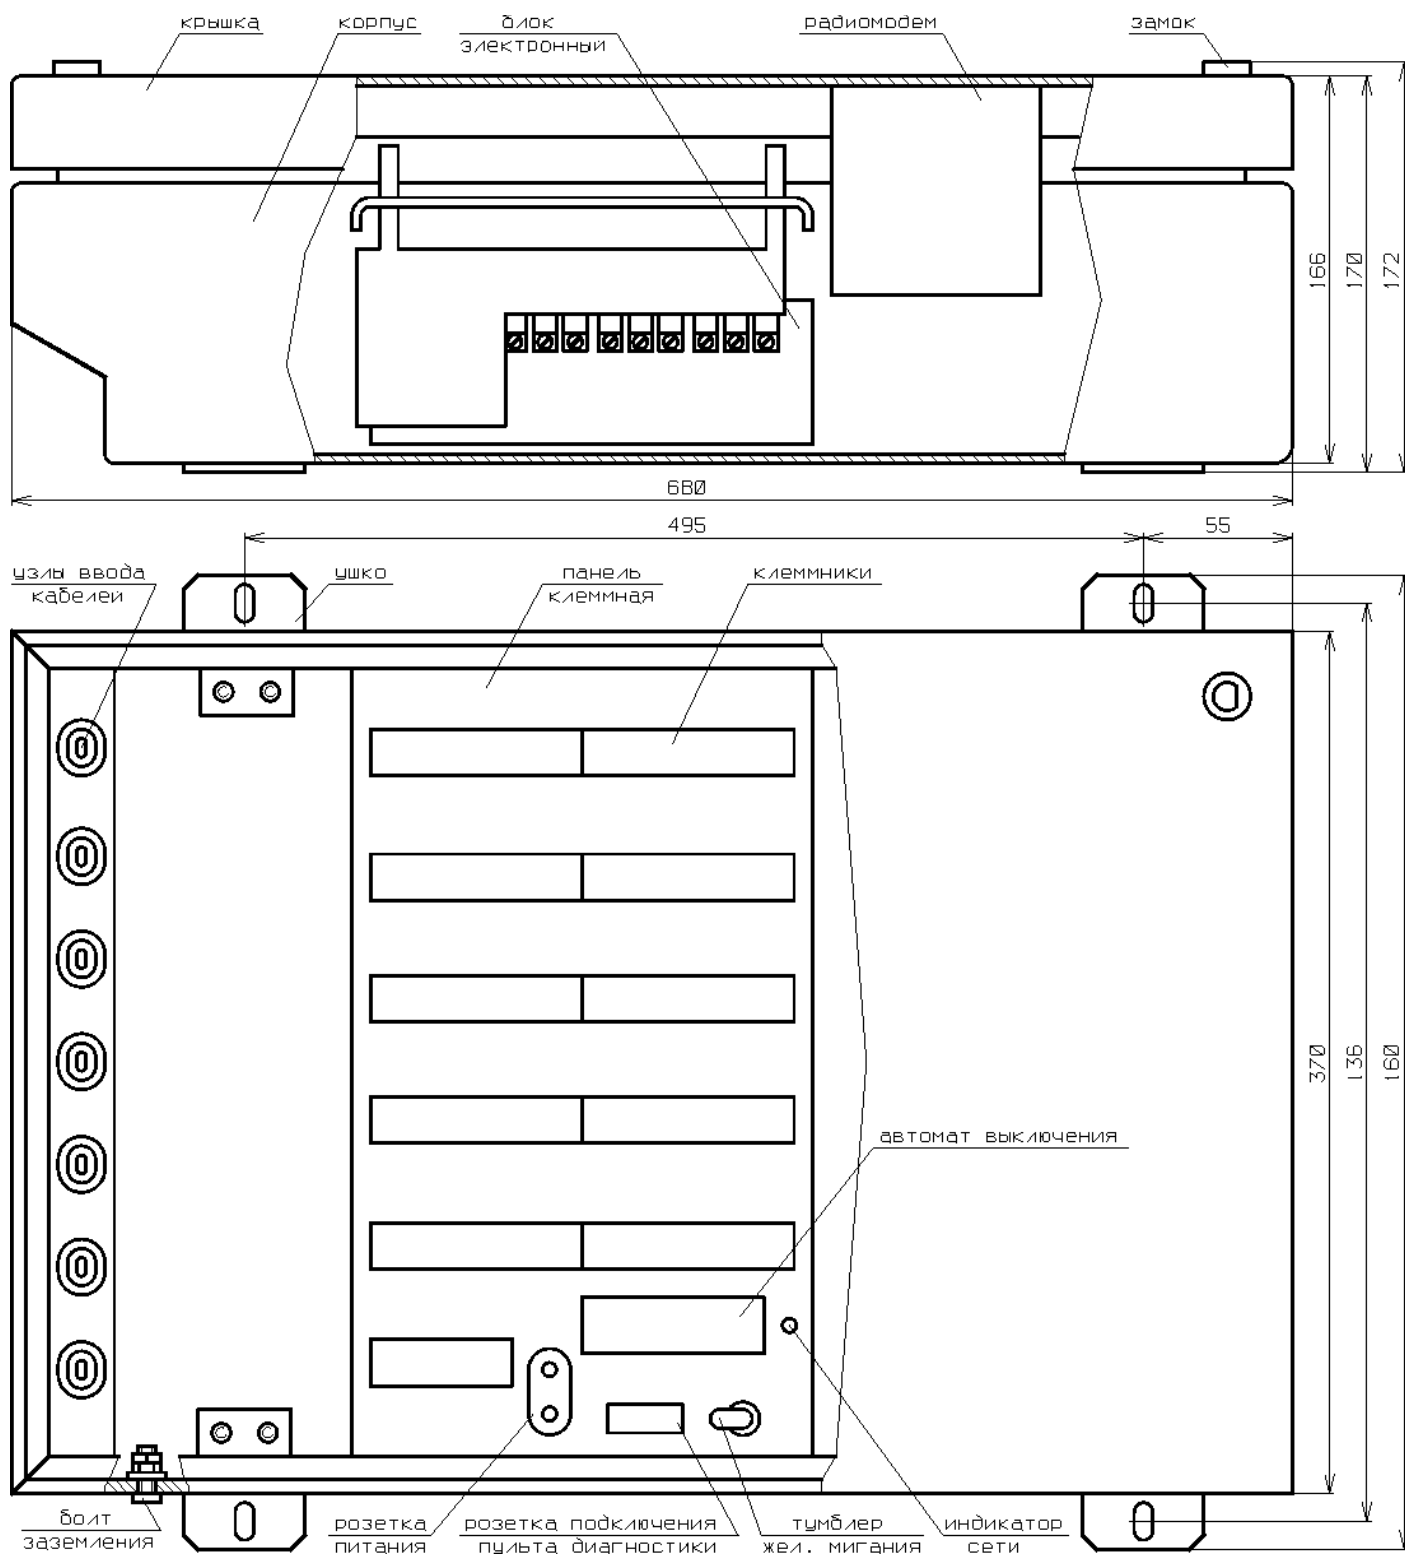 крышка
корпус
блок
электронный
радиомодем
замок
166
170
172
680
495
55
узлы ввода
кабелей
ушко
панель
клеммная
клеммники
370
136
160
автомат выключения
болт
заземления
розетка
питания
розетка подключения
пульта диагностики
тумблер
жел. мигания
индикатор
сети